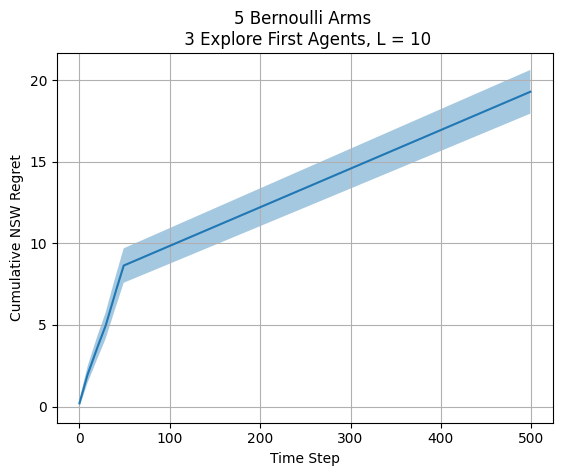 5 Bernoulli Arms
3 Explore First Agents, L = 10
Cumulative NSW Regret
20
15
10
5
0
0 100 200 300 400 500
Time Step